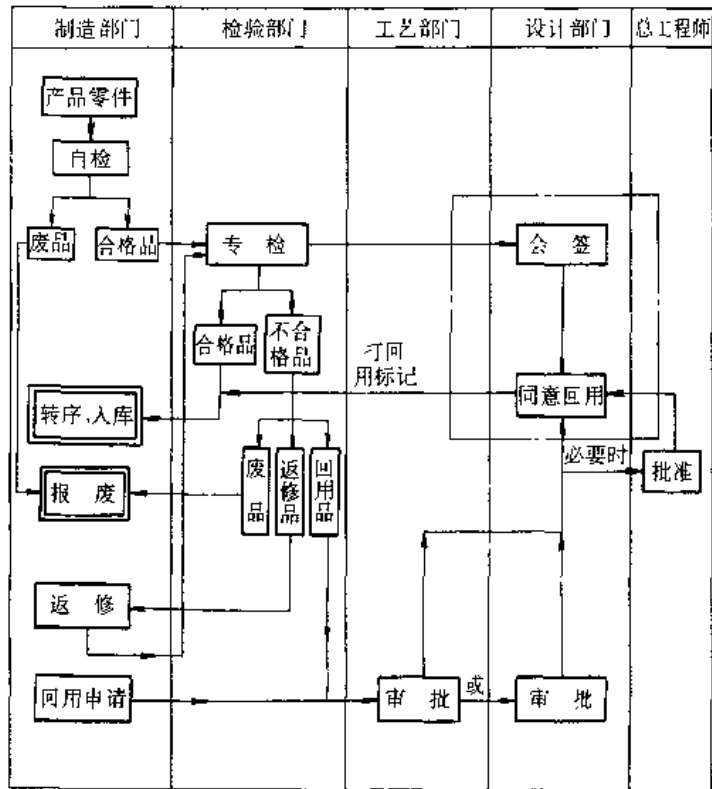 制造部门
检验部门
工艺部门
设计部门
总工程师
产品零件
自检
废品
合格品
专检
会签
合格品
不合
格品
打回
用标记
同意回用
转序、入库
必要时
批准
报废
废品
返修品
回用品
返修
回用申请
审批
或
审批